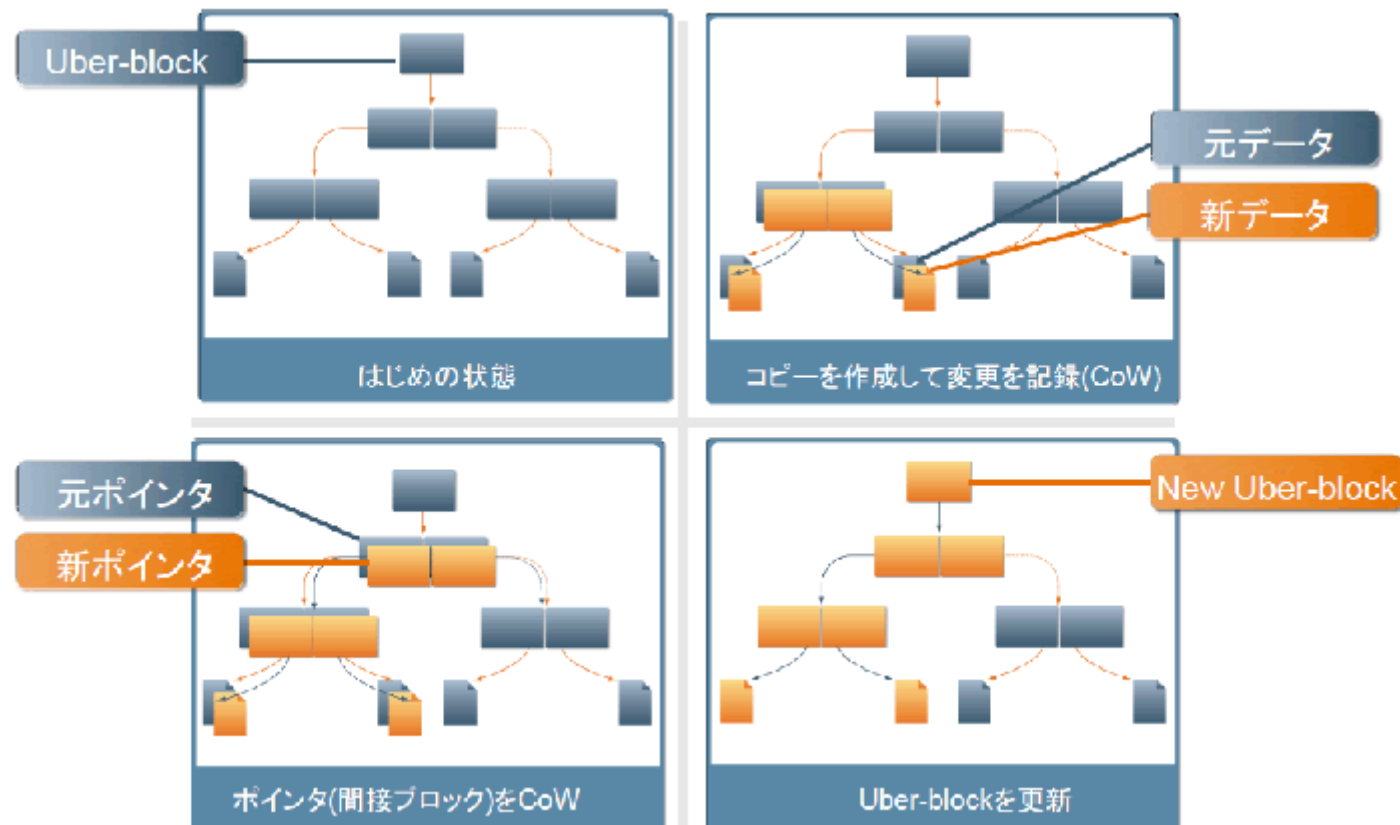 Uber-block
はじめの状態
元データ
新データ
コピーを作成して変更を記録(CoW)
元ポインタ
新ポインタ
ポインタ(間接ブロック)をCoW
New Uber-block
Uber-blockを更新